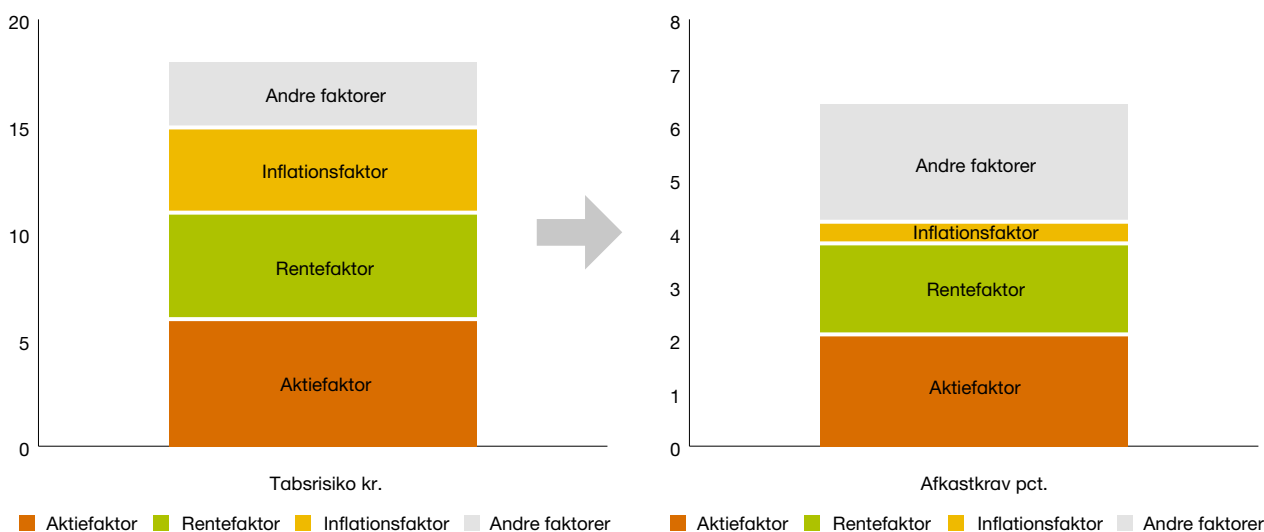 20
15
10
5
0
Andre faktorer
Inflationsfaktor
Rentefaktor
Aktiefaktor
Tabsrisiko kr.
Aktiefaktor Rentefaktor Inflationsfaktor Andre faktorer
8
7
6
5
4
3
2
1
0
Andre faktorer
Inflationsfaktor
Rentefaktor
Aktiefaktor
Afkastkrav pct.
Aktiefaktor Rentefaktor Inflationsfaktor Andre faktorer